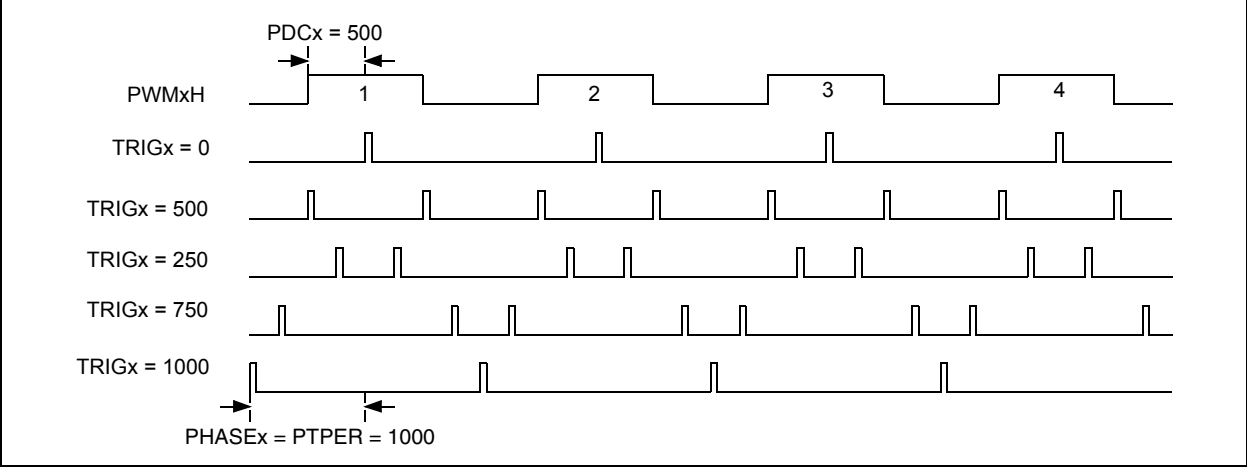 PDCx = 500
PWMxH
1
2
3
4
TRIGx = 0
TRIGx = 500
TRIGx = 250
TRIGx = 750
TRIGx = 1000
PHASEx = PTPER = 1000